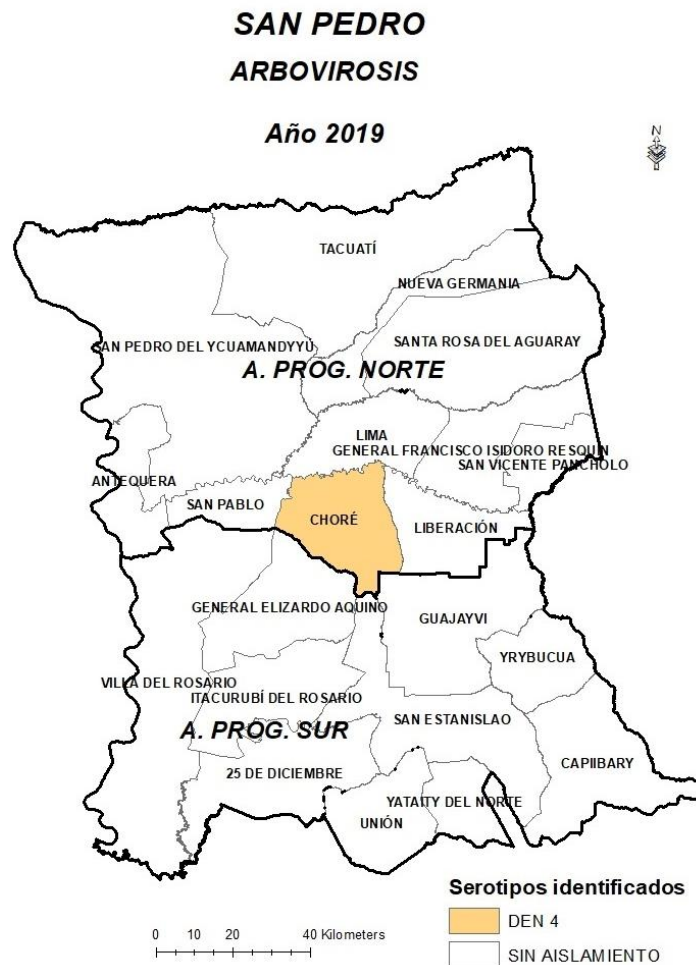 SAN PEDRO
ARBOVIROSIS
Año 2019
N
TACUATÍ
NUEVA GERMANIA
SAN PEDRO DEL YCUAMANDYYÚ
SANTA ROSA DEL AGUARAY
A. PROG. NORTE
LIMA
GENERAL FRANCISCO ISIDORO RESQUIN
SAN VICENTE PANCHOLO
ANTEQUERA
SAN PABLO
CHORÉ
LIBERACIÓN
GENERAL ELIZARDO AQUINO
GUAJAYVI
YRYBUCUA
VILLA DEL ROSARIO
ITACURUBÍ DEL ROSARIO
SAN ESTANISLAO
A. PROG. SUR
CAPIIBARY
25 DE DICIEMBRE
YATAITY DEL NORTE
UNIÓN
Serotipos identificados
DEN 4
SIN AISLAMIENTO
0 10 20 40 Kilometers